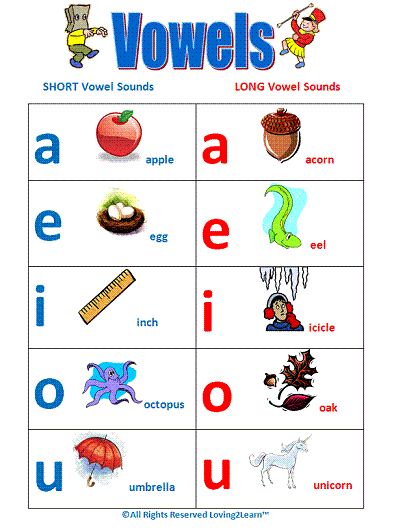 Vowels
SHORT Vowel Sounds LONG Vowel Sounds
a apple a acorn
e egg e eel
i inch i icicle
o octopus o oak
u umbrella u unicorn
©All Rights Reserved Loving2Learn™